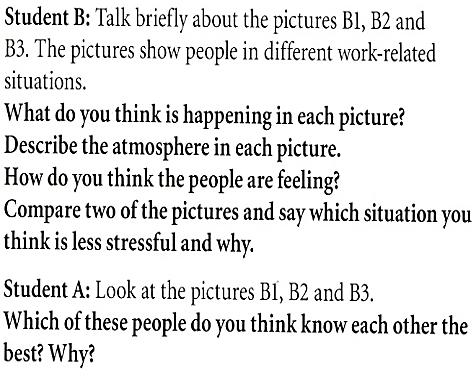 Student B: Talk briefly about the pictures B1, B2 and
B3. The pictures show people in different work-related
situations.
What do you think is happening in each picture?
Describe the atmosphere in each picture.
How do you think the people are feeling?
Compare two of the pictures and say which situation you
think is less stressful and why.
Student A: Look at the pictures B1, B2 and B3.
Which of these people do you think know each other the
best? Why?